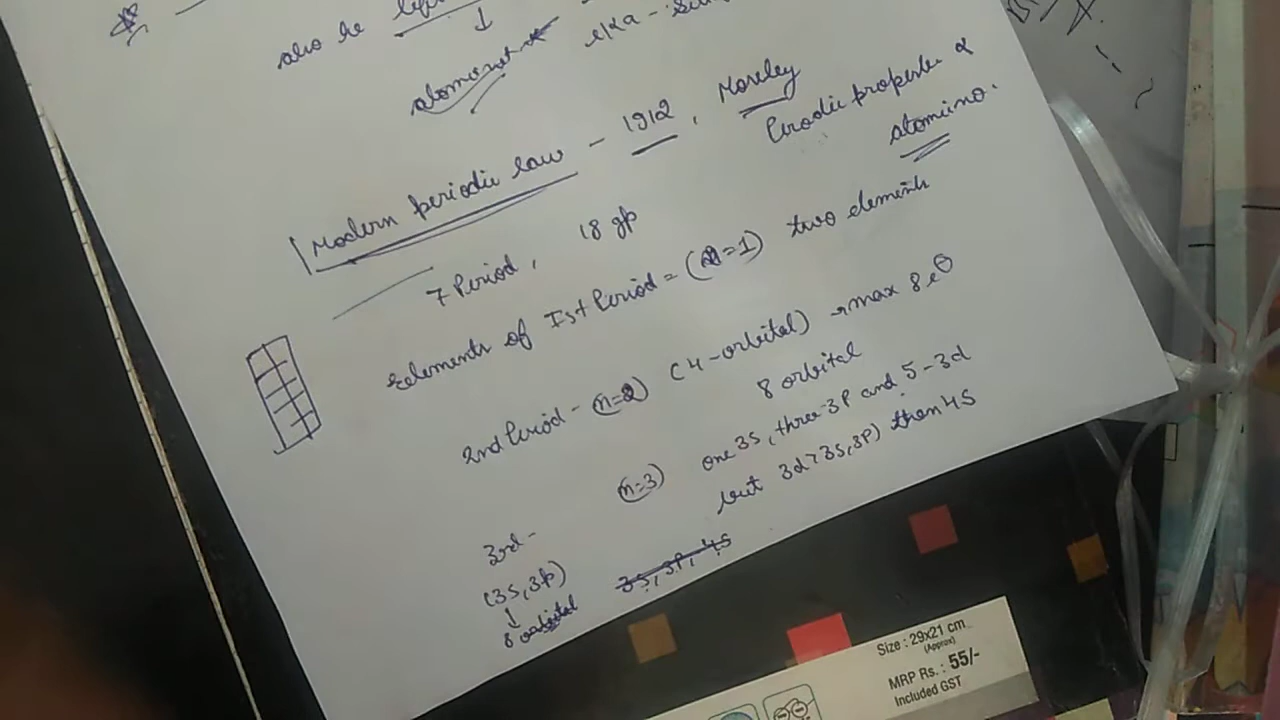 also be
eka-
Modern periodic law - 1912, Moseley
Periodic properties α
atomic no.
7 Period, 18 gp
elements of Ist Period = (n=1) two elements
2nd Period - (n=2) (4-orbital) max 8 e⊖
8 orbital
(n=3) one 3s, three-3P and 5-3d
but 3d>3s,3P) then 4S
3rd-
(3s,3p)
↓
8 orbital
3s, 3P, 4S
Size : 29x21 cm
(Approx)
MRP Rs. : 55/-
Included GST